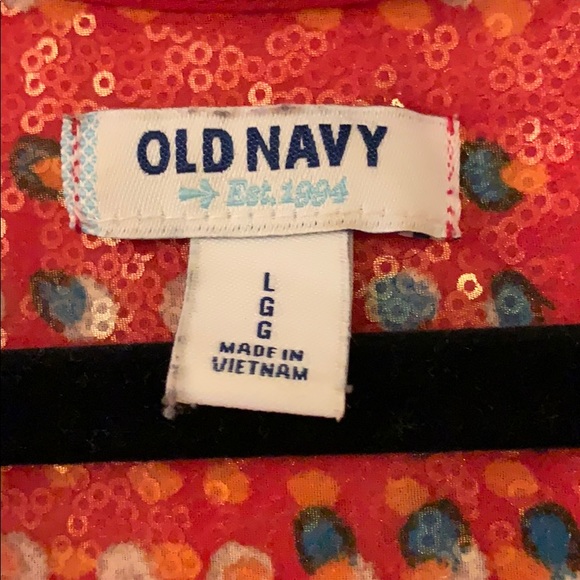 OLD NAVY
Est. 1994
L
G
G
MADE IN
VIETNAM